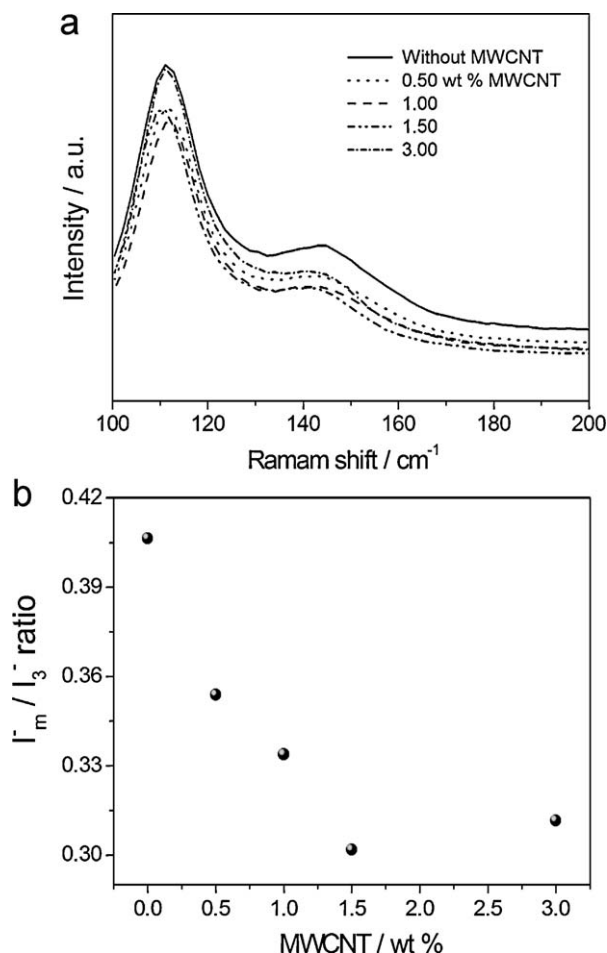 a
Without MWCNT
0.50 wt % MWCNT
1.00
1.50
3.00
Intensity / a.u.
100 120 140 160 180 200
Ramam shift / cm⁻¹
b
0.42
0.39
0.36
0.33
0.30
I⁻ₘ / I₃⁻ ratio
0.0 0.5 1.0 1.5 2.0 2.5 3.0
MWCNT / wt %